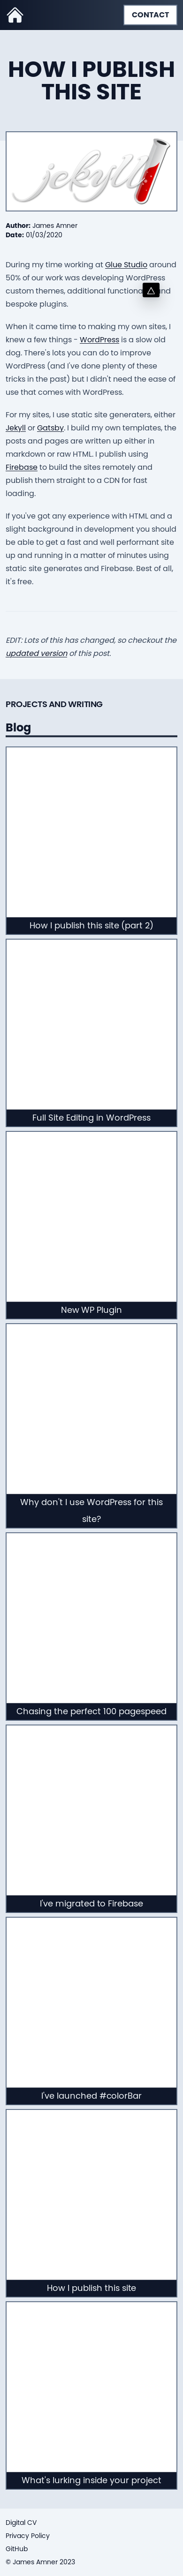 CONTACT
HOW I PUBLISH
THIS SITE
jekyll
Author: James Amner
Date: 01/03/2020
During my time working at Glue Studio around
50% of our work was developing WordPress
custom themes, additional and
bespoke plugins.
When it came time to making my own sites, I
knew a few things - WordPress is a slow old
dog. There's lots you can do to improve
WordPress (and I've done plenty of these
tricks in the past) but I didn't need the ease of
use that comes with WordPress.
For my sites, I use static site gererators, either
Jekyll or Gatsby. I build my own templates, the
posts and pages are written up either in
markdown or raw HTML. I publish using
Firebase to build the sites remotely and
publish them straight to a CDN for fast
loading.
If you've got any experience with HTML and a
slight background in development you should
be able to get a fast and well performant site
up and running in a matter of minutes using
static site generates and Firebase. Best of all,
it's free.
EDIT: Lots of this has changed, so checkout the
updated version of this post.
PROJECTS AND WRITING
Blog
How I publish this site (part 2)
Full Site Editing in WordPress
New WP Plugin
Why don't I use WordPress for this
site?
Chasing the perfect 100 pagespeed
I've migrated to Firebase
I've launched #colorBar
How I publish this site
What's lurking inside your project
Digital CV
Privacy Policy
GitHub
© James Amner 2023